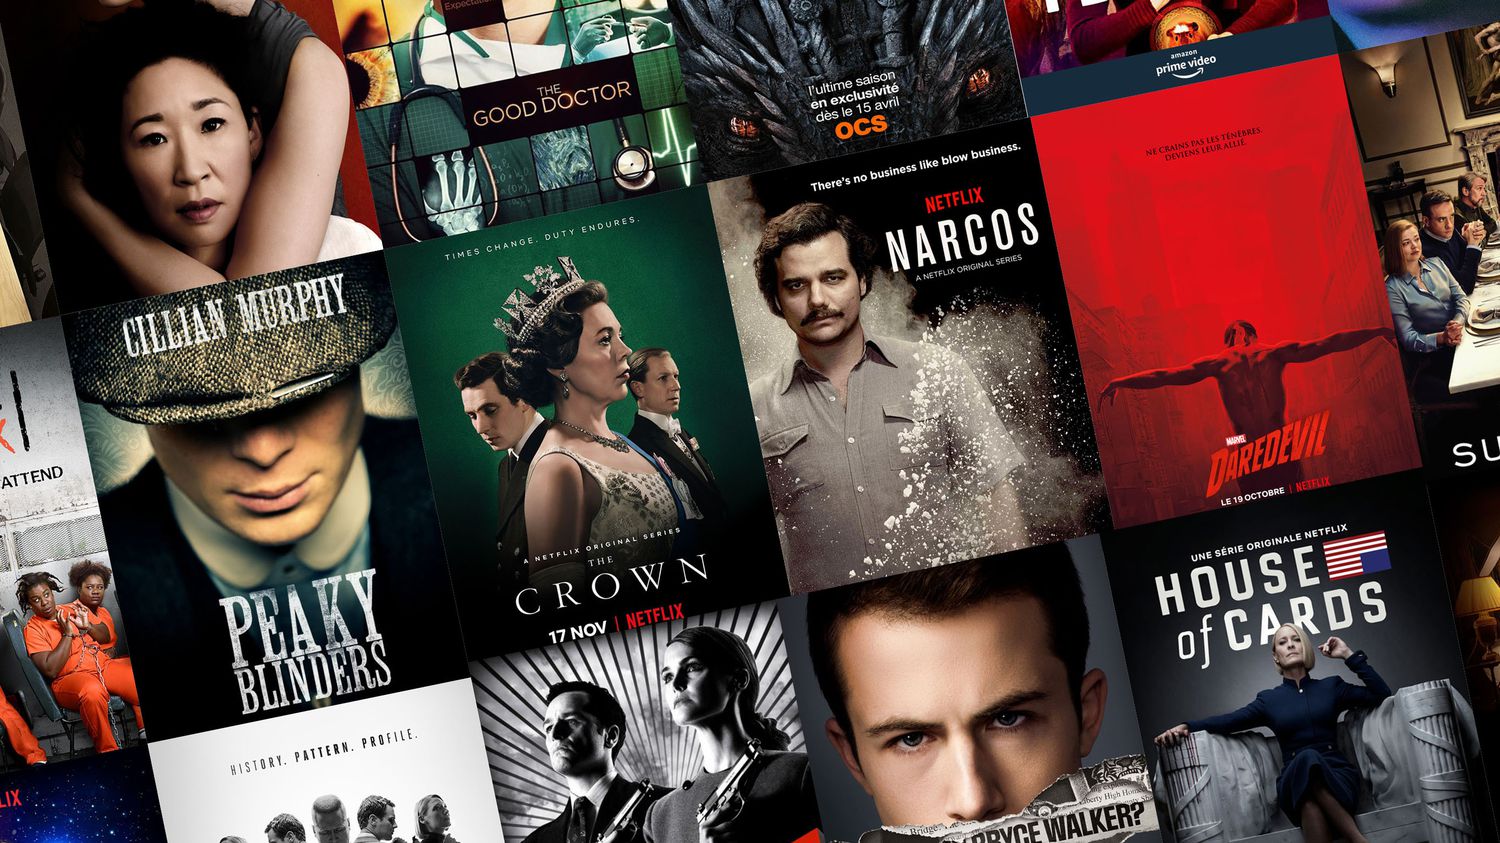 THE
GOOD DOCTOR
l'ultime saison
en exclusivité
dès le 15 avril
OCS
amazon
prime video
CILLIAN MURPHY
PEAKY
BLINDERS
TIMES CHANGE. DUTY ENDURES.
A NETFLIX ORIGINAL SERIES
THE
CROWN
17 NOV | NETFLIX
There's no business like blow business.
NETFLIX
NARCOS
A NETFLIX ORIGINAL SERIES
NE CRAINS PAS LES TÉNÈBRES.
DEVIENS LEUR ALLIÉ.
MARVEL
DAREDEVIL
LE 19 OCTOBRE | NETFLIX
SU
ATTEND
LIX
HISTORY. PATTERN. PROFILE.
Liberty High
BRYCE WALKER?
UNE SÉRIE ORIGINALE NETFLIX
HOUSE
of CARDS